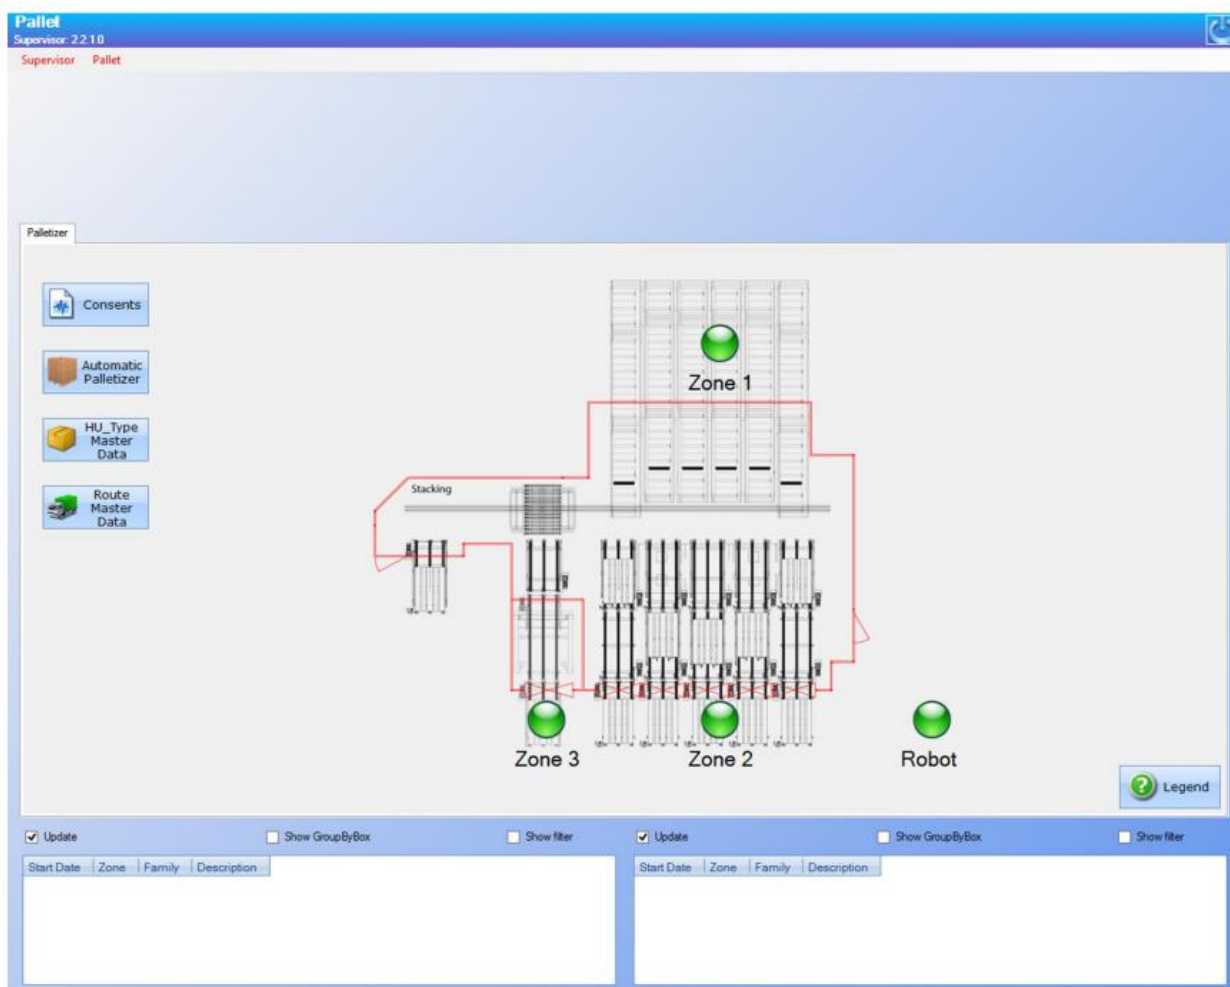 Pallet
Supervisor: 2.2.1.0
Supervisor Pallet
Palletizer
Consents
Automatic
Palletizer
HU_Type
Master
Data
Route
Master
Data
Zone 1
Stacking
Zone 3
Zone 2
Robot
Legend
Update Show GroupByBox Show filter Update Show GroupByBox Show filter
Start Date Zone Family Description Start Date Zone Family Description